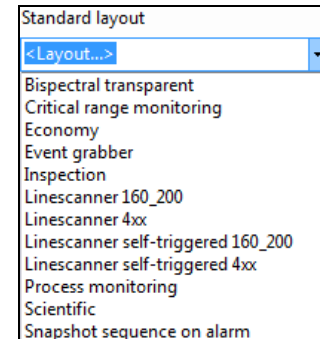 Standard layout
<Layout...>
Bispectral transparent
Critical range monitoring
Economy
Event grabber
Inspection
Linescanner 160_200
Linescanner 4xx
Linescanner self-triggered 160_200
Linescanner self-triggered 4xx
Process monitoring
Scientific
Snapshot sequence on alarm